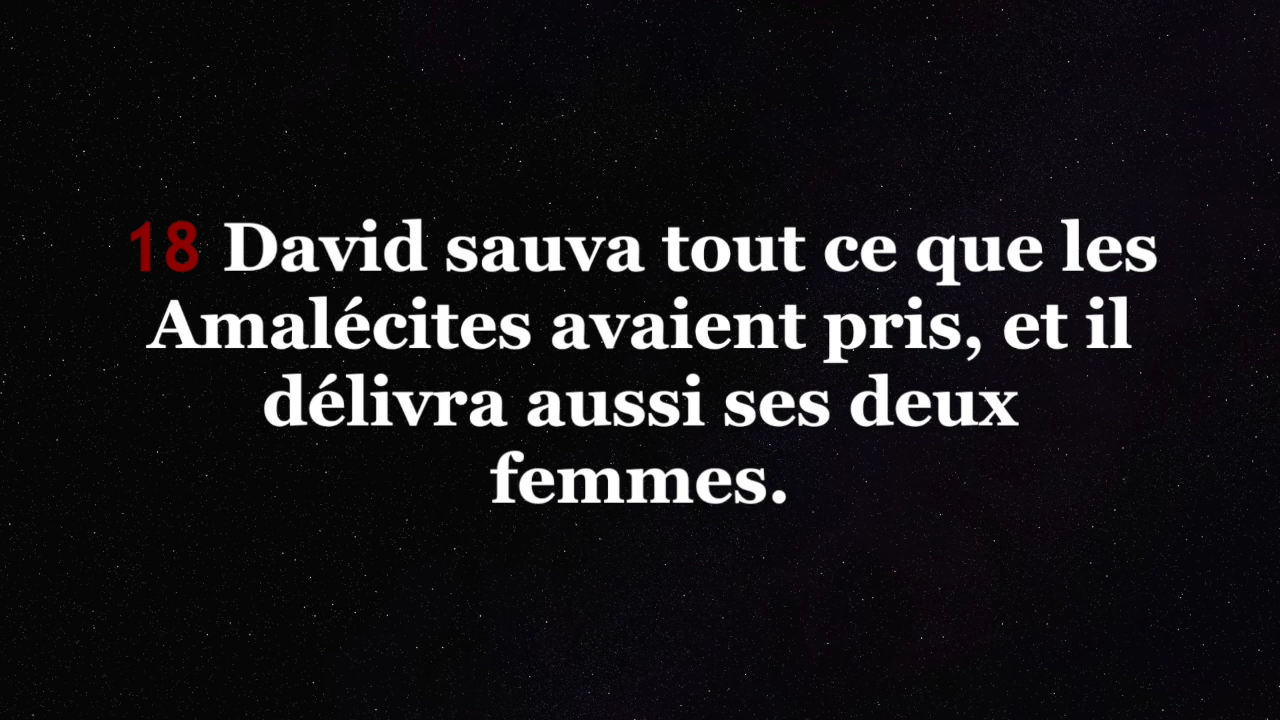 18 David sauva tout ce que les
Amalécites avaient pris, et il
délivra aussi ses deux
femmes.